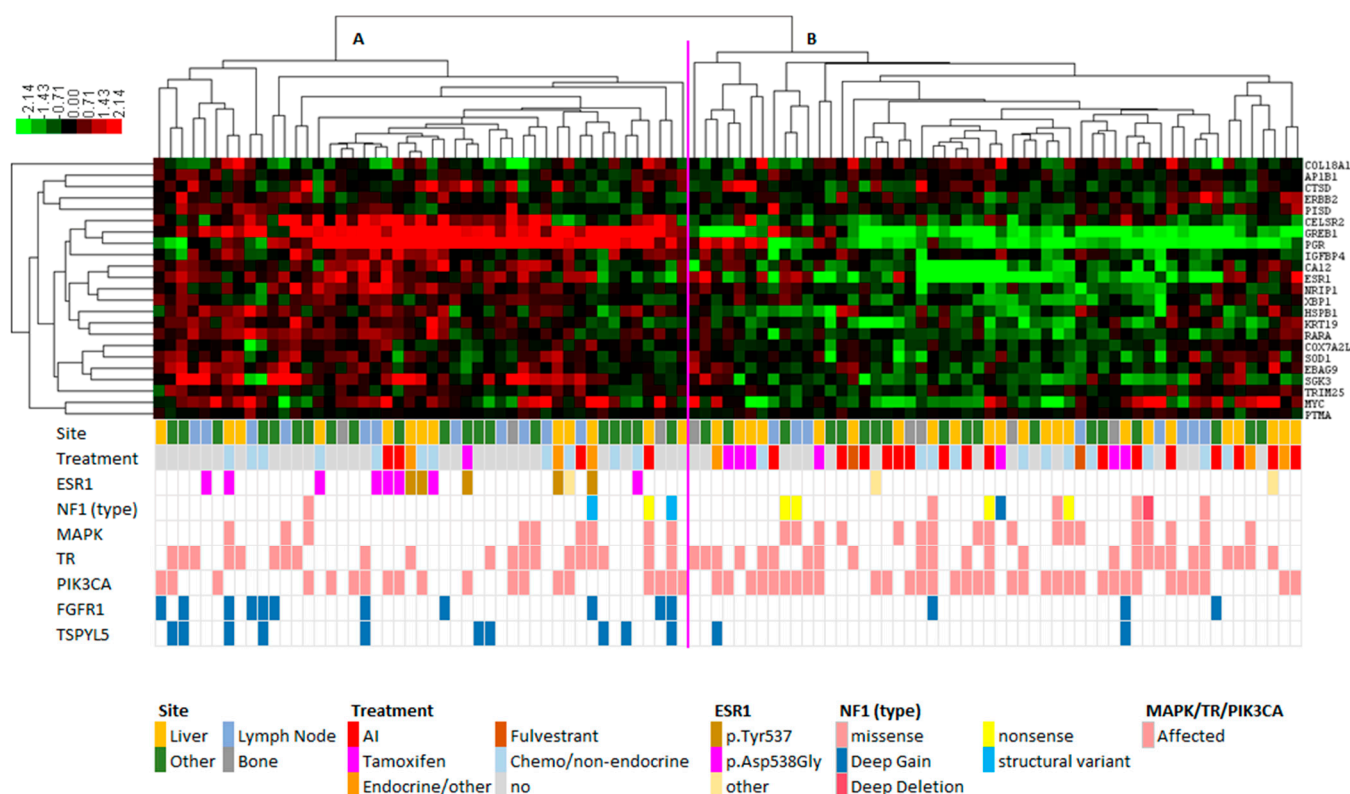 A
B
-2.14
-1.43
-0.71
0.00
0.71
1.43
2.14
COL18A1
AP1B1
CTSD
ERBB2
PISD
CELSR2
GREB1
PGR
IGFBP4
CA12
ESR1
NRIP1
XBP1
HSPB1
KRT19
RARA
COX7A2L
SOD1
EBAG9
SGK3
TRIM25
MYC
PTMA
Site
Treatment
ESR1
NF1 (type)
MAPK
TR
PIK3CA
FGFR1
TSPYL5
Site
Liver
Lymph Node
Other
Bone
Treatment
AI
Fulvestrant
Tamoxifen
Chemo/non-endocrine
Endocrine/other
no
ESR1
p.Tyr537
p.Asp538Gly
other
NF1 (type)
missense
nonsense
Deep Gain
structural variant
Deep Deletion
MAPK/TR/PIK3CA
Affected